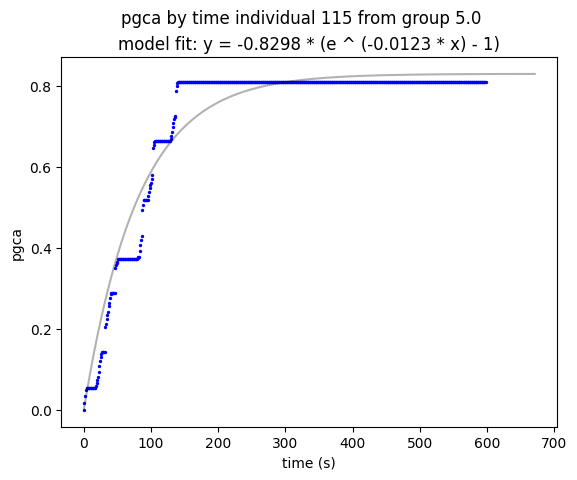 pgca by time individual 115 from group 5.0
model fit: y = -0.8298 * (e ^ (-0.0123 * x) - 1)
0.8
0.6
0.4
0.2
0.0
pgca
0 100 200 300 400 500 600 700
time (s)